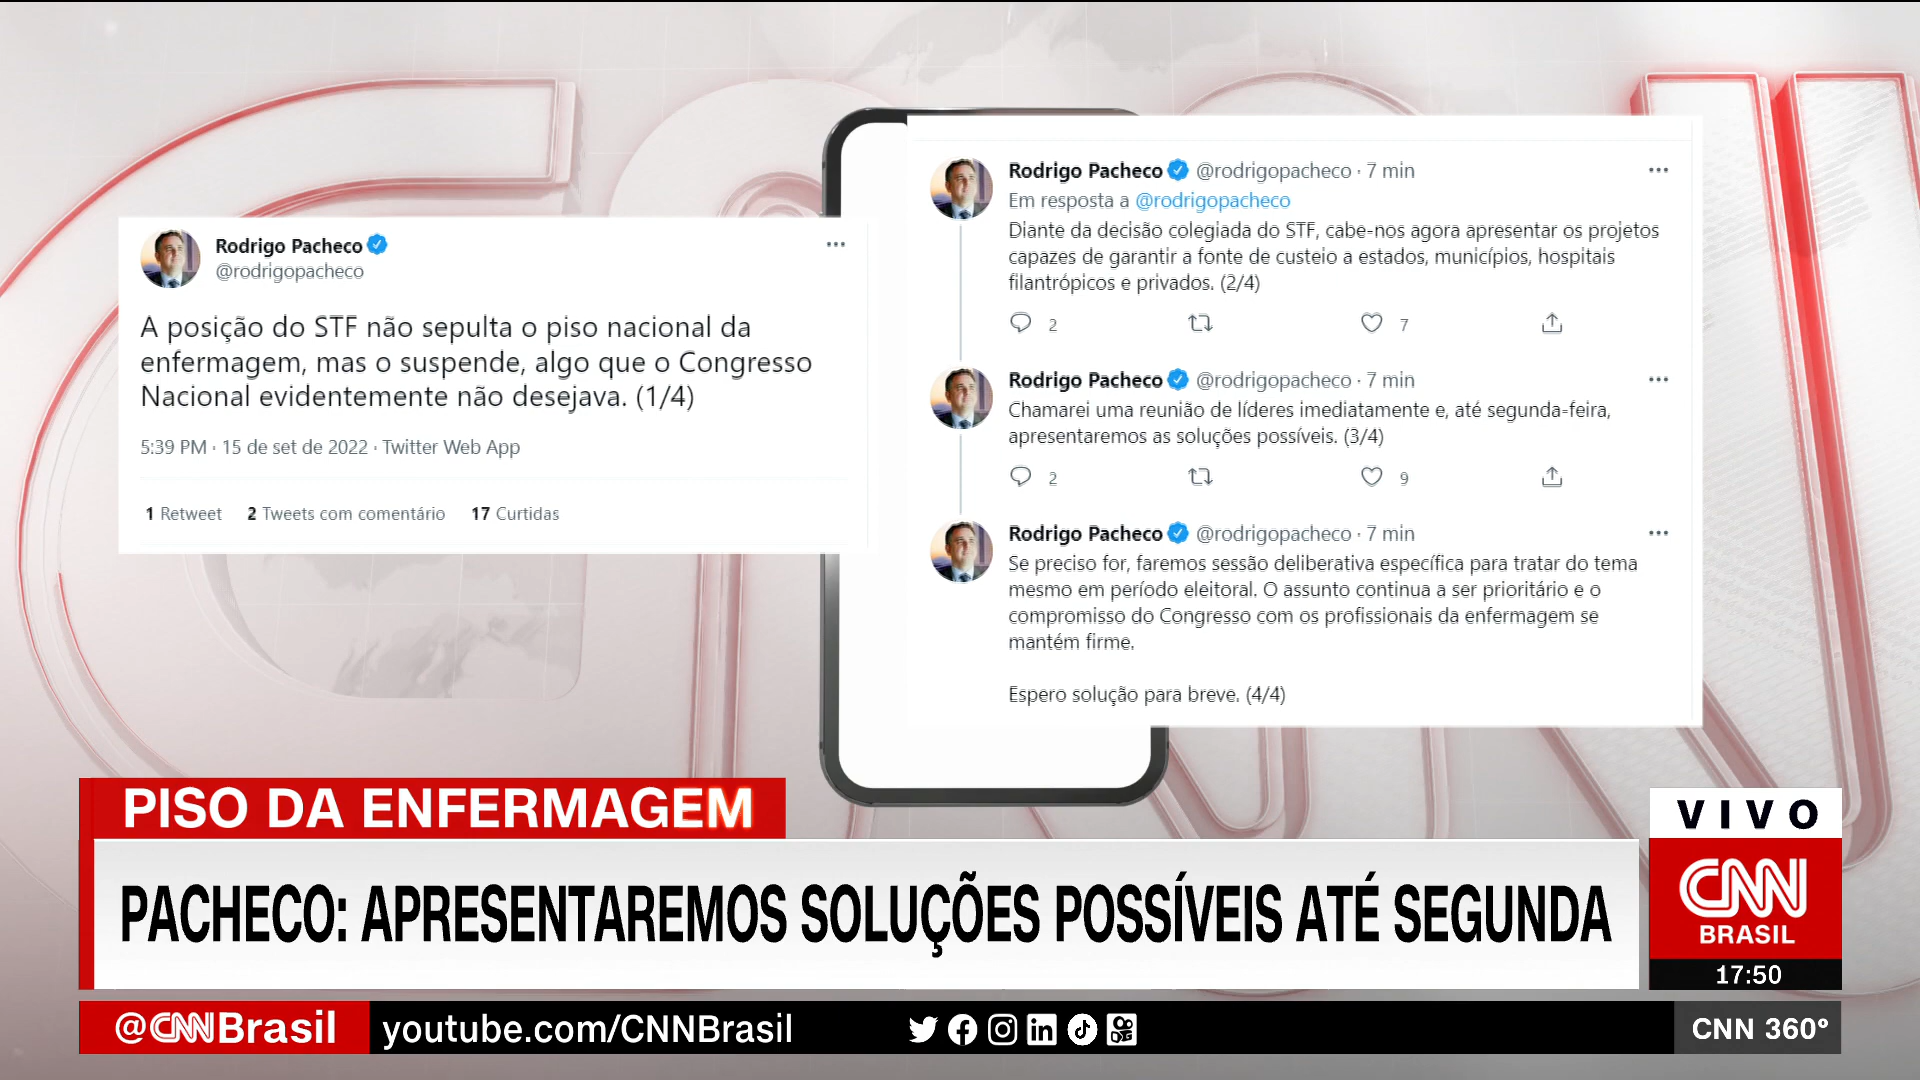 Rodrigo Pacheco
@rodrigopacheco
A posição do STF não sepulta o piso nacional da
enfermagem, mas o suspende, algo que o Congresso
Nacional evidentemente não desejava. (1/4)
5:39 PM · 15 de set de 2022 · Twitter Web App
1 Retweet 2 Tweets com comentário 17 Curtidas
Rodrigo Pacheco @rodrigopacheco · 7 min
Em resposta a @rodrigopacheco
Diante da decisão colegiada do STF, cabe-nos agora apresentar os projetos
capazes de garantir a fonte de custeio a estados, municípios, hospitais
filantrópicos e privados. (2/4)
2 7
Rodrigo Pacheco @rodrigopacheco · 7 min
Chamarei uma reunião de líderes imediatamente e, até segunda-feira,
apresentaremos as soluções possíveis. (3/4)
2 9
Rodrigo Pacheco @rodrigopacheco · 7 min
Se preciso for, faremos sessão deliberativa específica para tratar do tema
mesmo em período eleitoral. O assunto continua a ser prioritário e o
compromisso do Congresso com os profissionais da enfermagem se
mantém firme.
Espero solução para breve. (4/4)
PISO DA ENFERMAGEM
PACHECO: APRESENTAREMOS SOLUÇÕES POSSÍVEIS ATÉ SEGUNDA
VIVO
CNN
BRASIL
17:50
@CNNBrasil youtube.com/CNNBrasil
CNN 360°